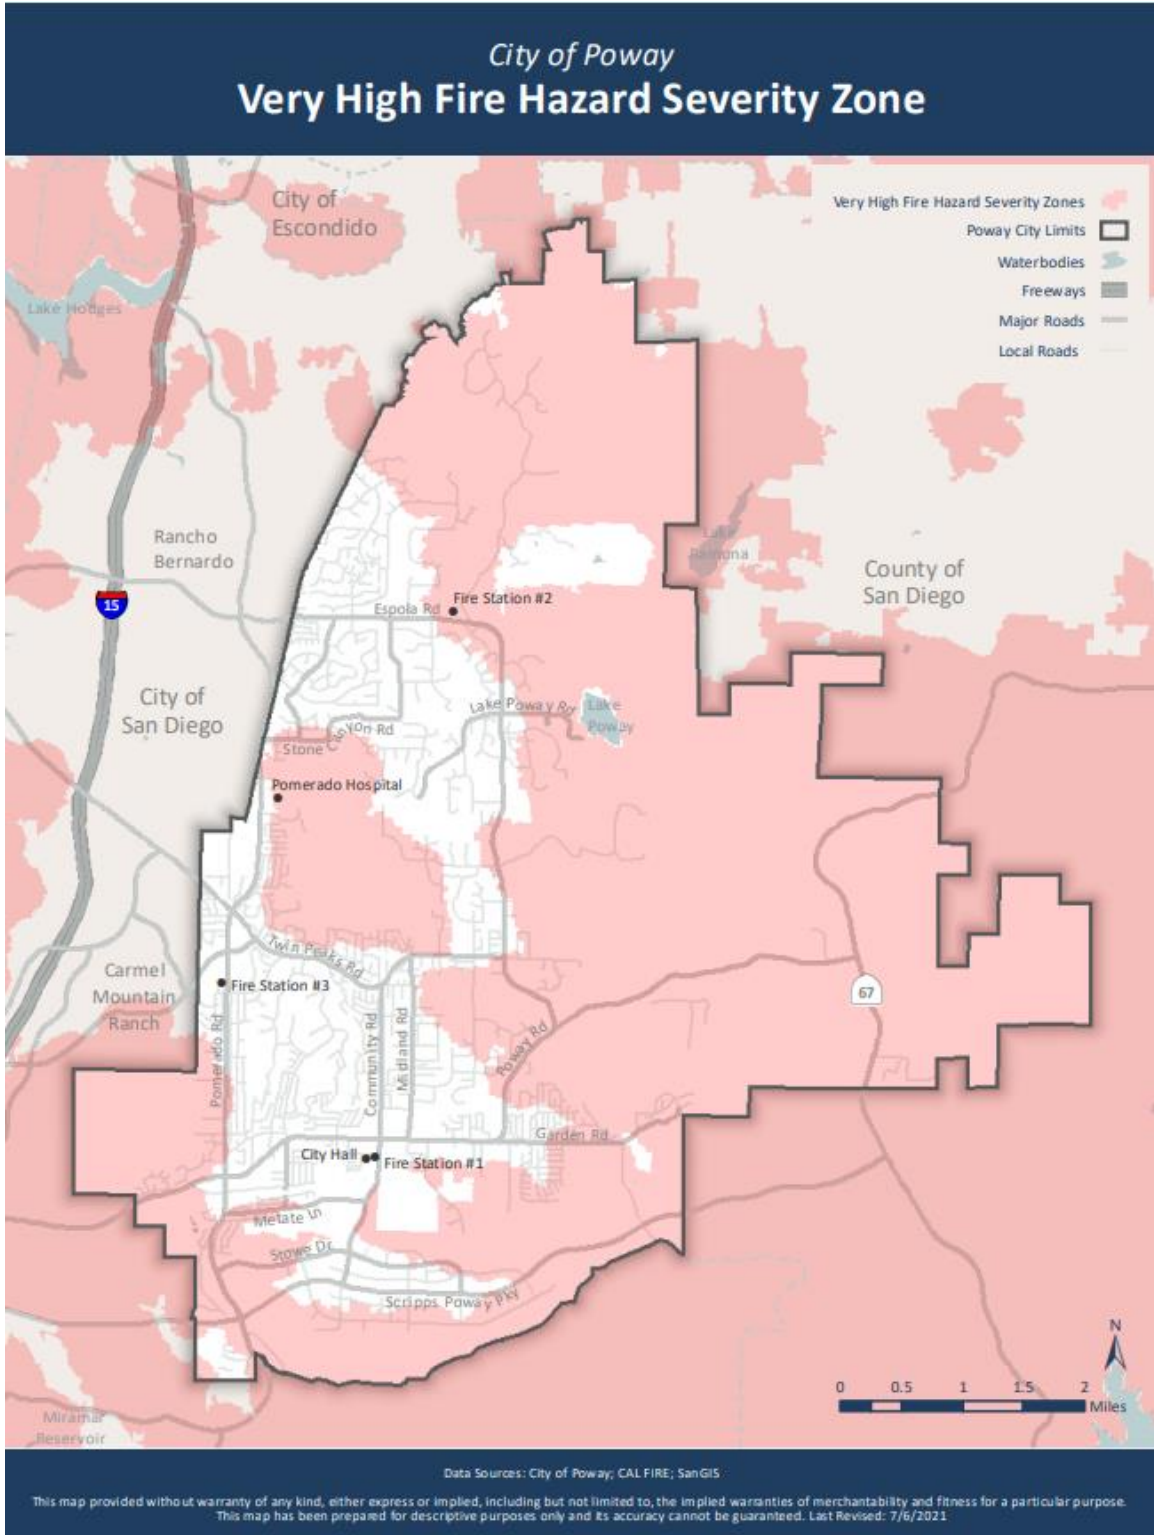 City of Poway
Very High Fire Hazard Severity Zone
City of
Escondido
Very High Fire Hazard Severity Zones
Poway City Limits
Waterbodies
Freeways
Major Roads
Local Roads
Lake Hodges
Rancho
Bernardo
Lake
Ramona
County of
San Diego
15
Espola Rd
Fire Station #2
City of
San Diego
Lake Poway Rd
Lake
Poway
Stone Canyon Rd
Pomerado Hospital
Twin Peaks Rd
Carmel
Mountain
Ranch
Fire Station #3
67
Pomerado Rd
Community Rd
Midland Rd
Poway Rd
Garden Rd
City Hall
Fire Station #1
Metate Ln
Stowe Dr
Scripps Poway Pky
N
0 0.5 1 1.5 2
Miles
Miramar
Reservoir
Data Sources: City of Poway; CAL FIRE; SanGIS
This map provided without warranty of any kind, either express or implied, including but not limited to, the implied warranties of merchantability and fitness for a particular purpose.
This map has been prepared for descriptive purposes only and its accuracy cannot be guaranteed. Last Revised: 7/6/2021